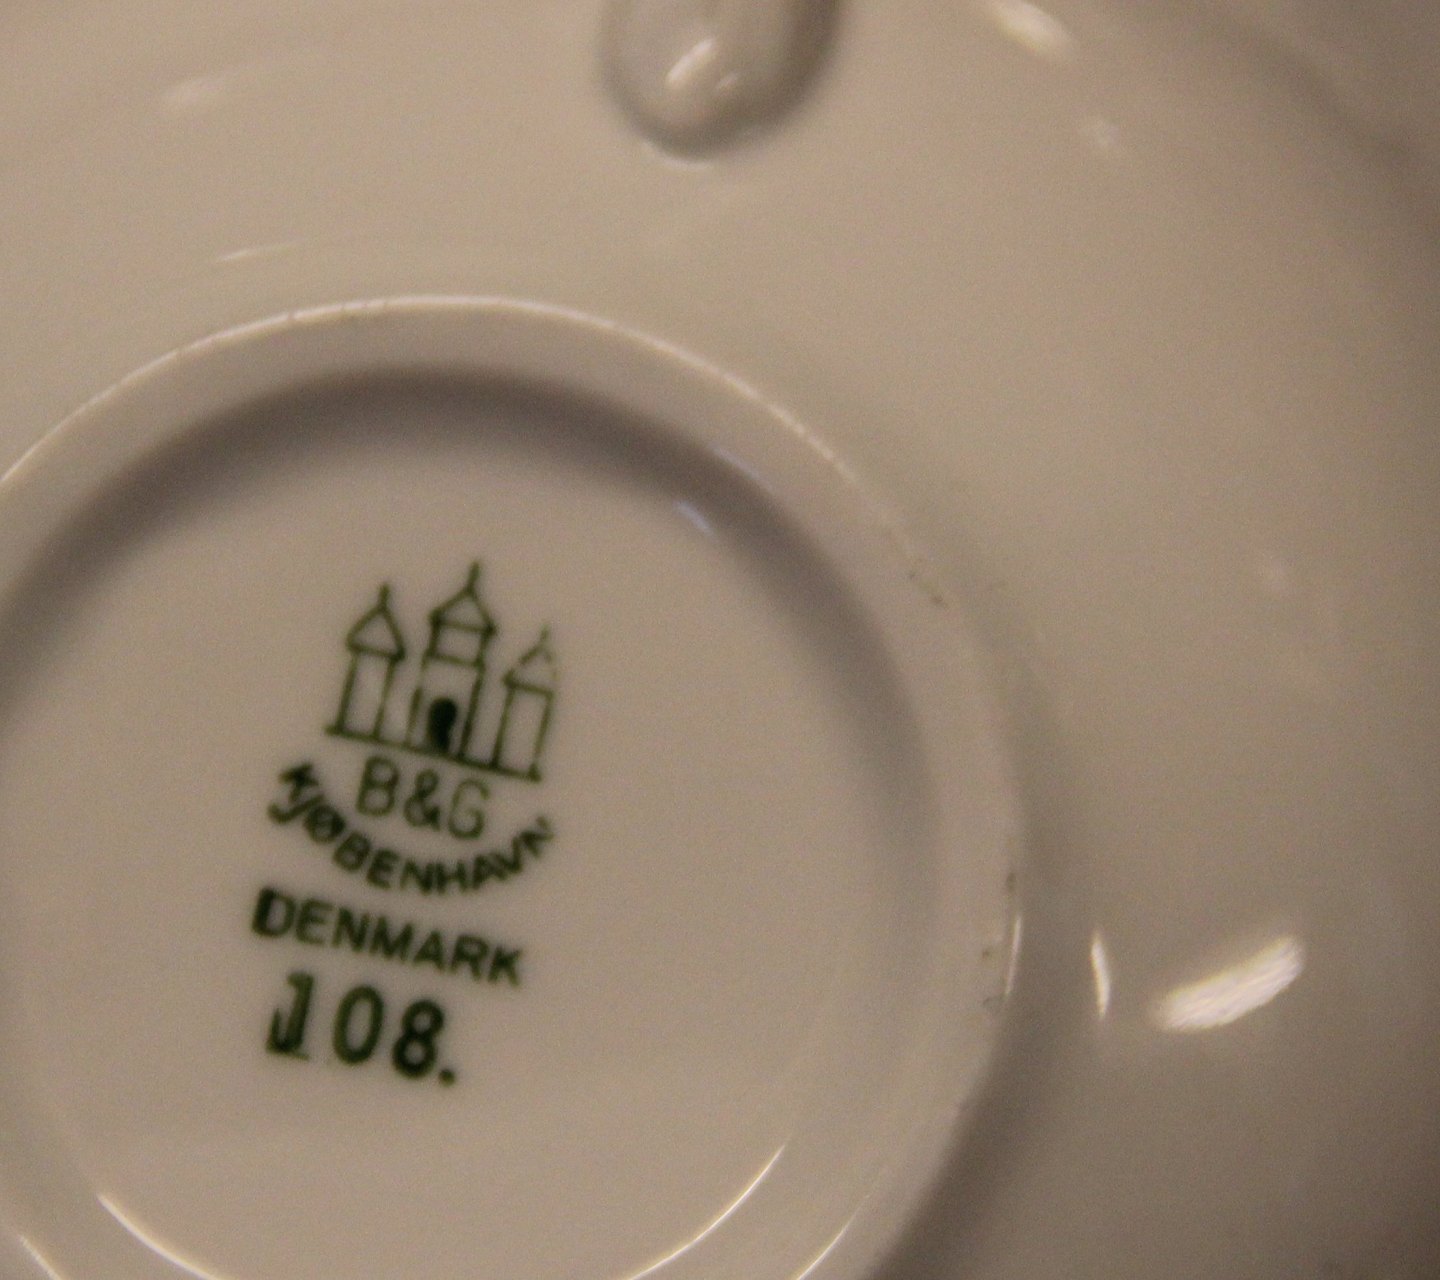 B&G
KJØBENHAVN
DENMARK
108.